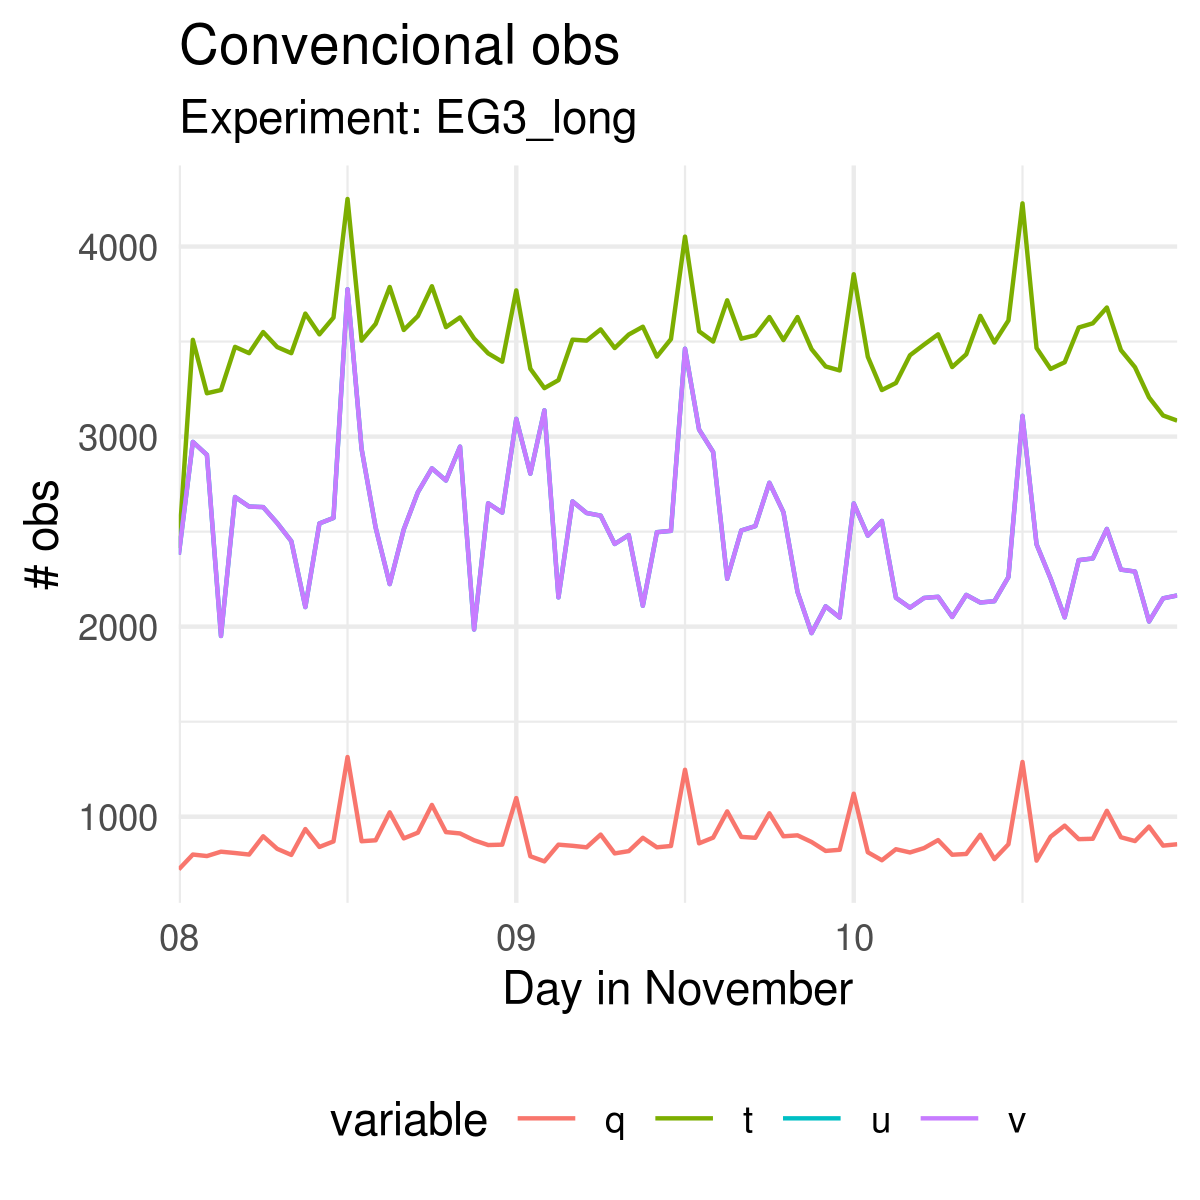 Convencional obs
Experiment: EG3_long
4000
3000
2000
1000
# obs
08 09 10
Day in November
variable q t u v